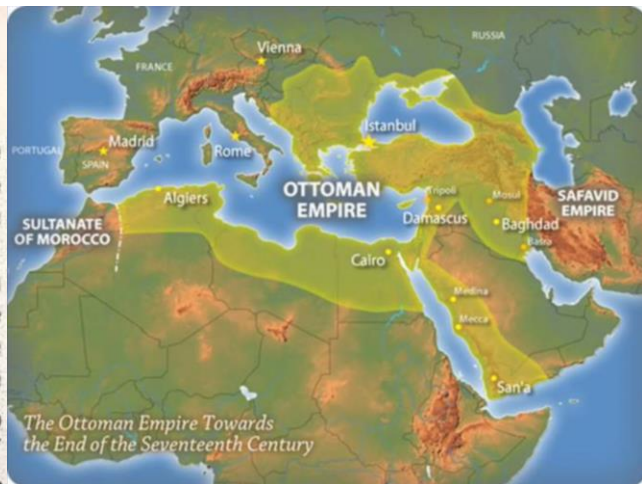 Vienna
RUSSIA
FRANCE
Istanbul
PORTUGAL
Madrid
SPAIN
Rome
Algiers
OTTOMAN
EMPIRE
Tripoli
Mosul
SAFAVID
EMPIRE
Damascus
Baghdad
SULTANATE
OF MOROCCO
Basra
Cairo
Medina
Mecca
San'a
The Ottoman Empire Towards
the End of the Seventeenth Century